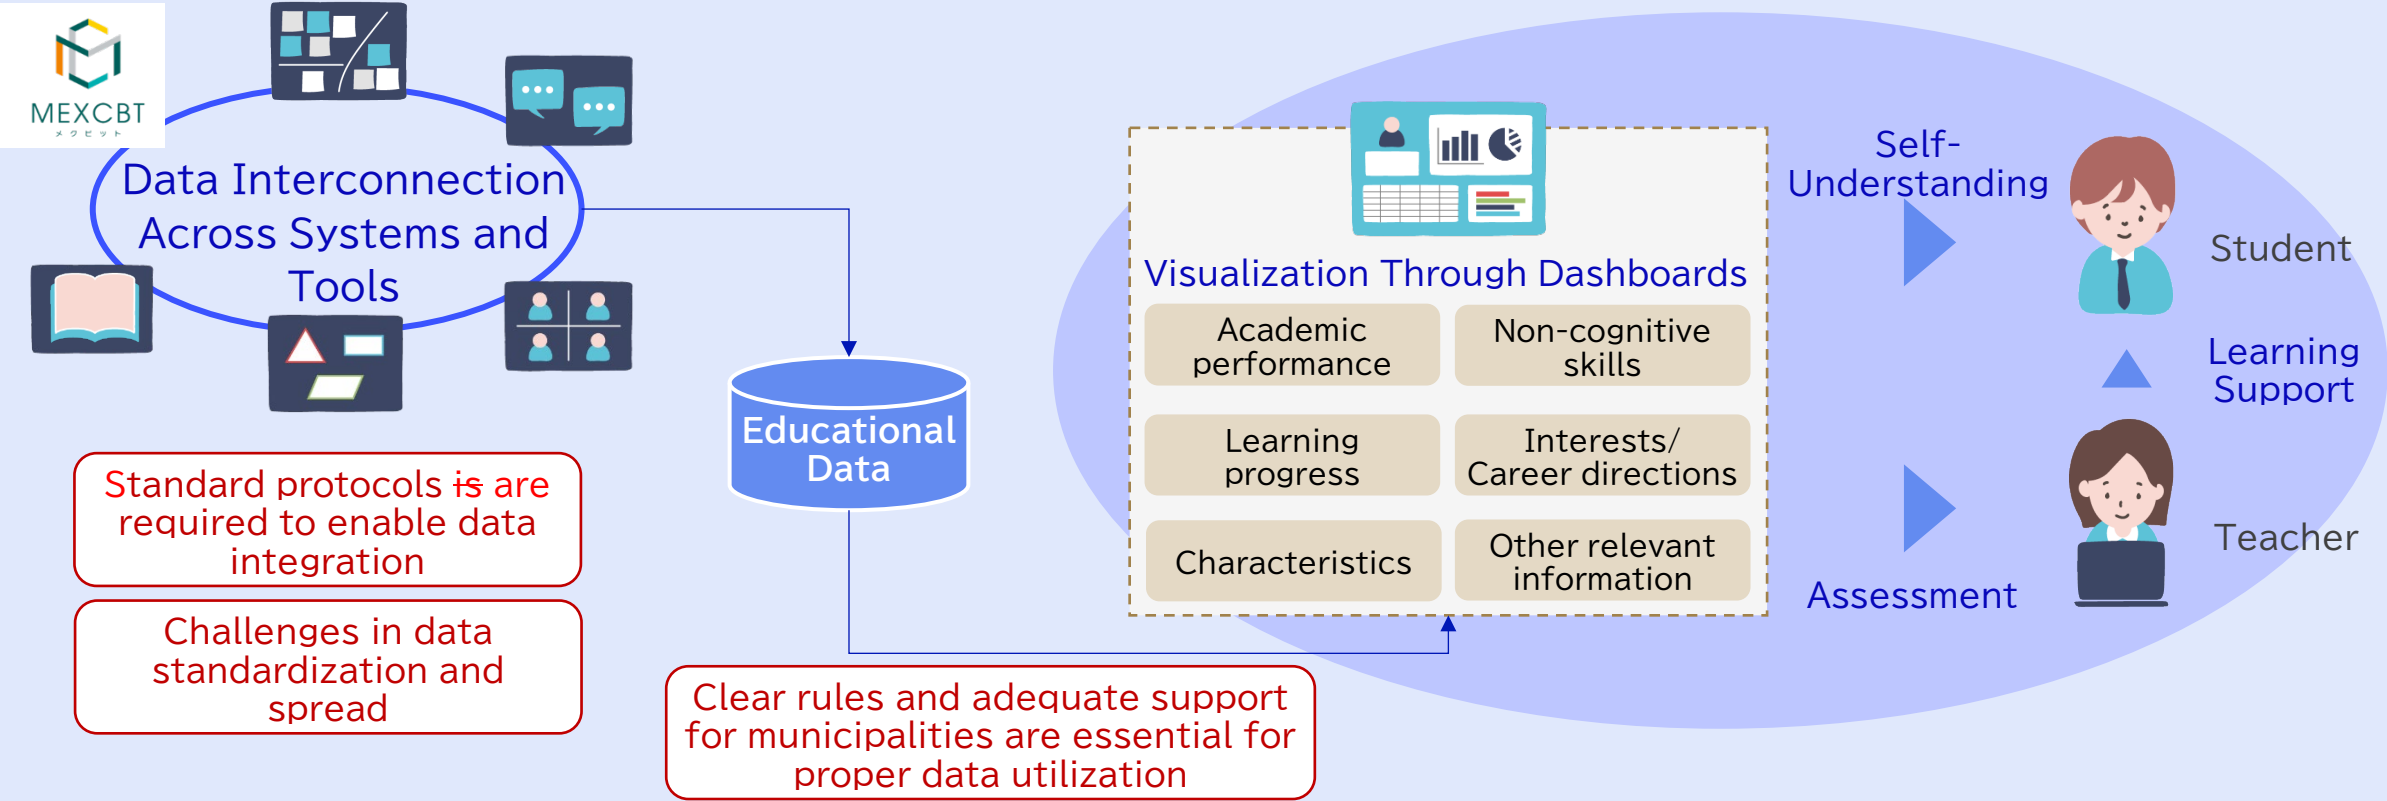 MEXCBT
メクビット
Data Interconnection
Across Systems and
Tools
Standard protocols is are
required to enable data
integration
Challenges in data
standardization and
spread
Educational
Data
Clear rules and adequate support
for municipalities are essential for
proper data utilization
Visualization Through Dashboards
Academic
performance
Non-cognitive
skills
Learning
progress
Interests/
Career directions
Characteristics
Other relevant
information
Self-
Understanding
Student
Learning
Support
Teacher
Assessment